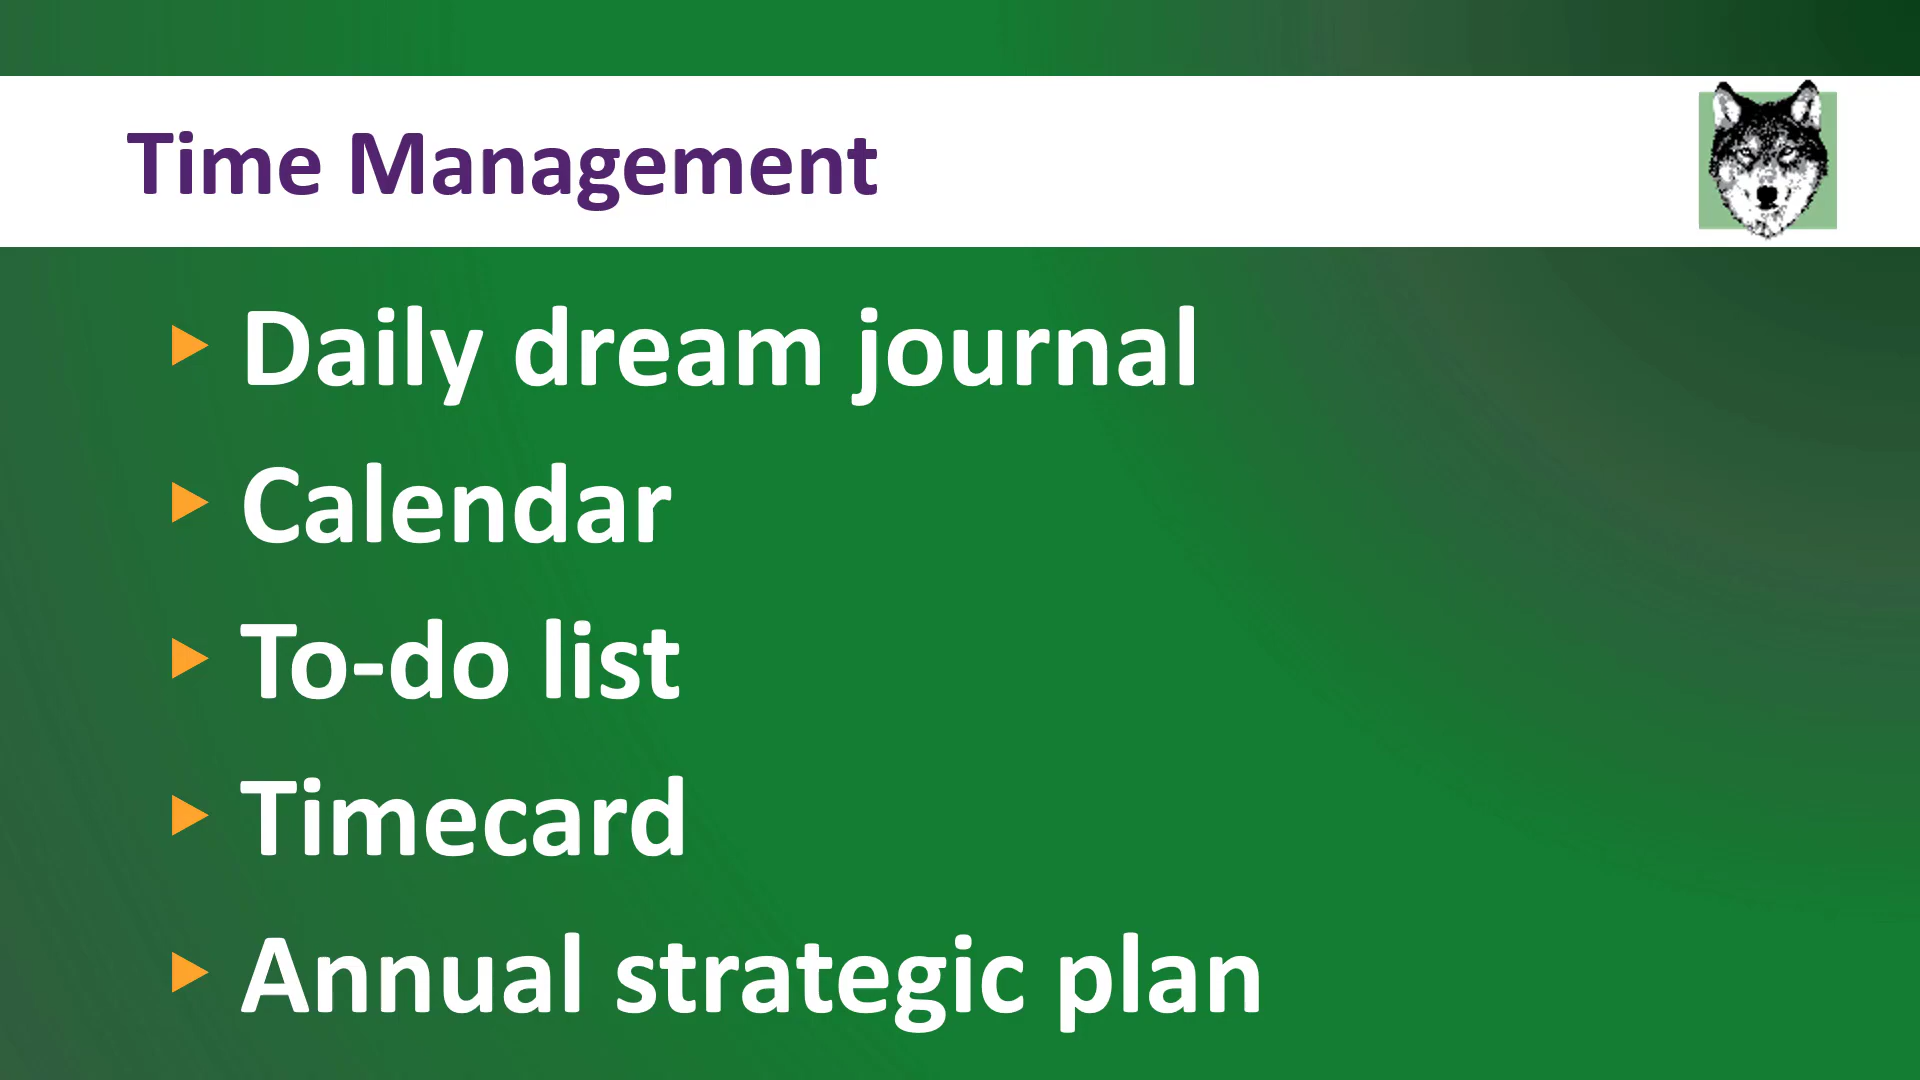 Time Management
Daily dream journal
Calendar
To-do list
Timecard
Annual strategic plan